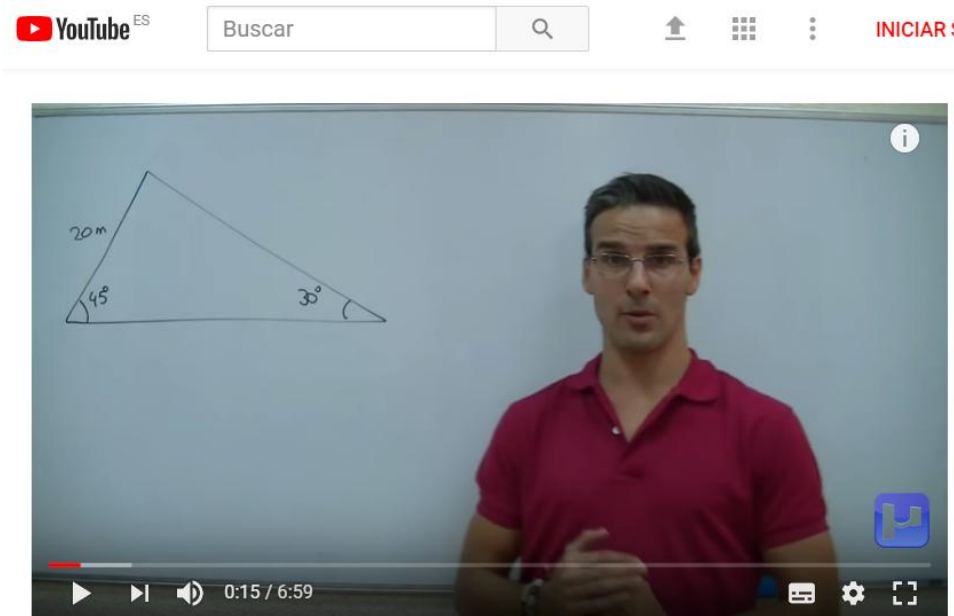 YouTube ES
Buscar
INICIAR S
i
20 m
45°
30°
µ
0:15 / 6:59